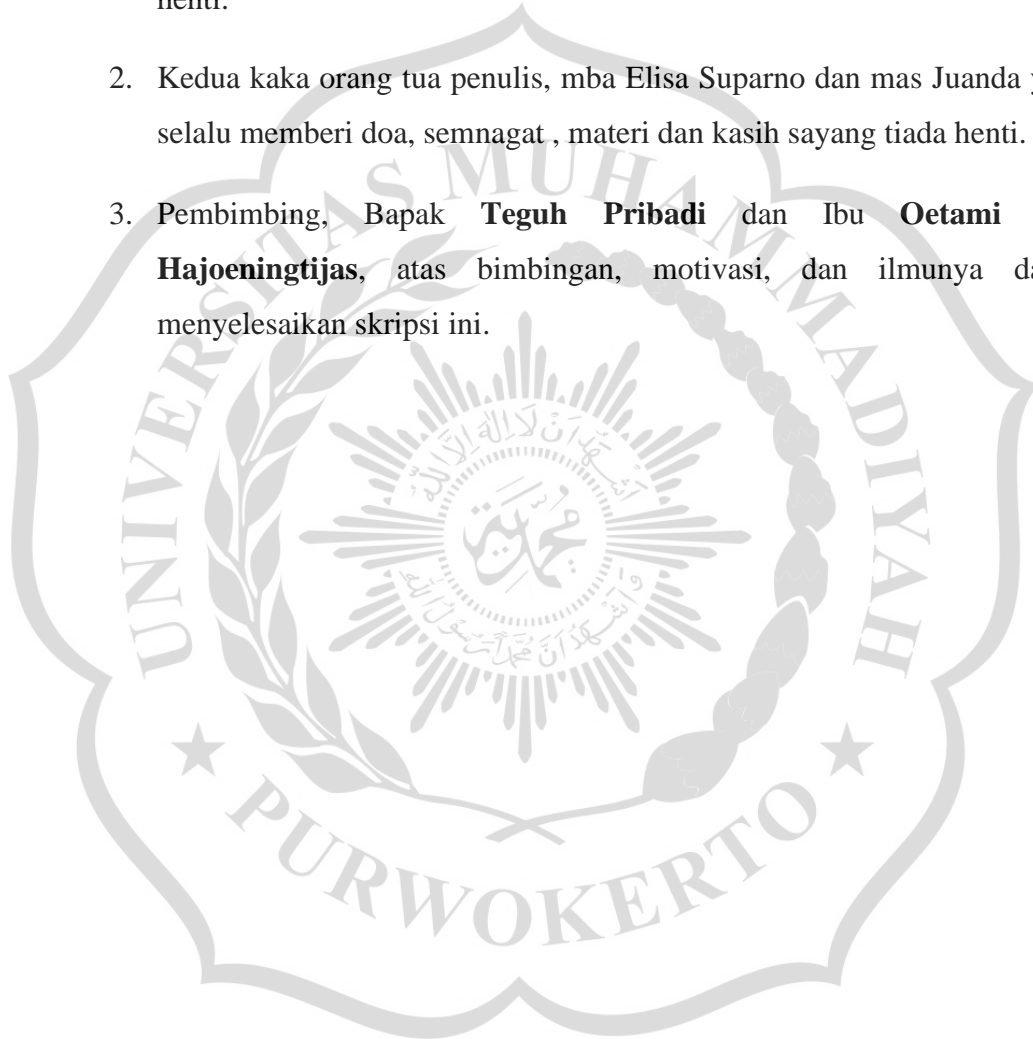 henti.
2. Kedua kaka orang tua penulis, mba Elisa Suparno dan mas Juanda
selalu memberi doa, semnagat , materi dan kasih sayang tiada henti.
3. Pembimbing, Bapak Teguh Pribadi dan Ibu Oetami
Hajoeningtijas, atas bimbingan, motivasi, dan ilmunya
menyelesaikan skripsi ini.
UNIVERSITAS MUHAMMADIYAH
PURWOKERTO